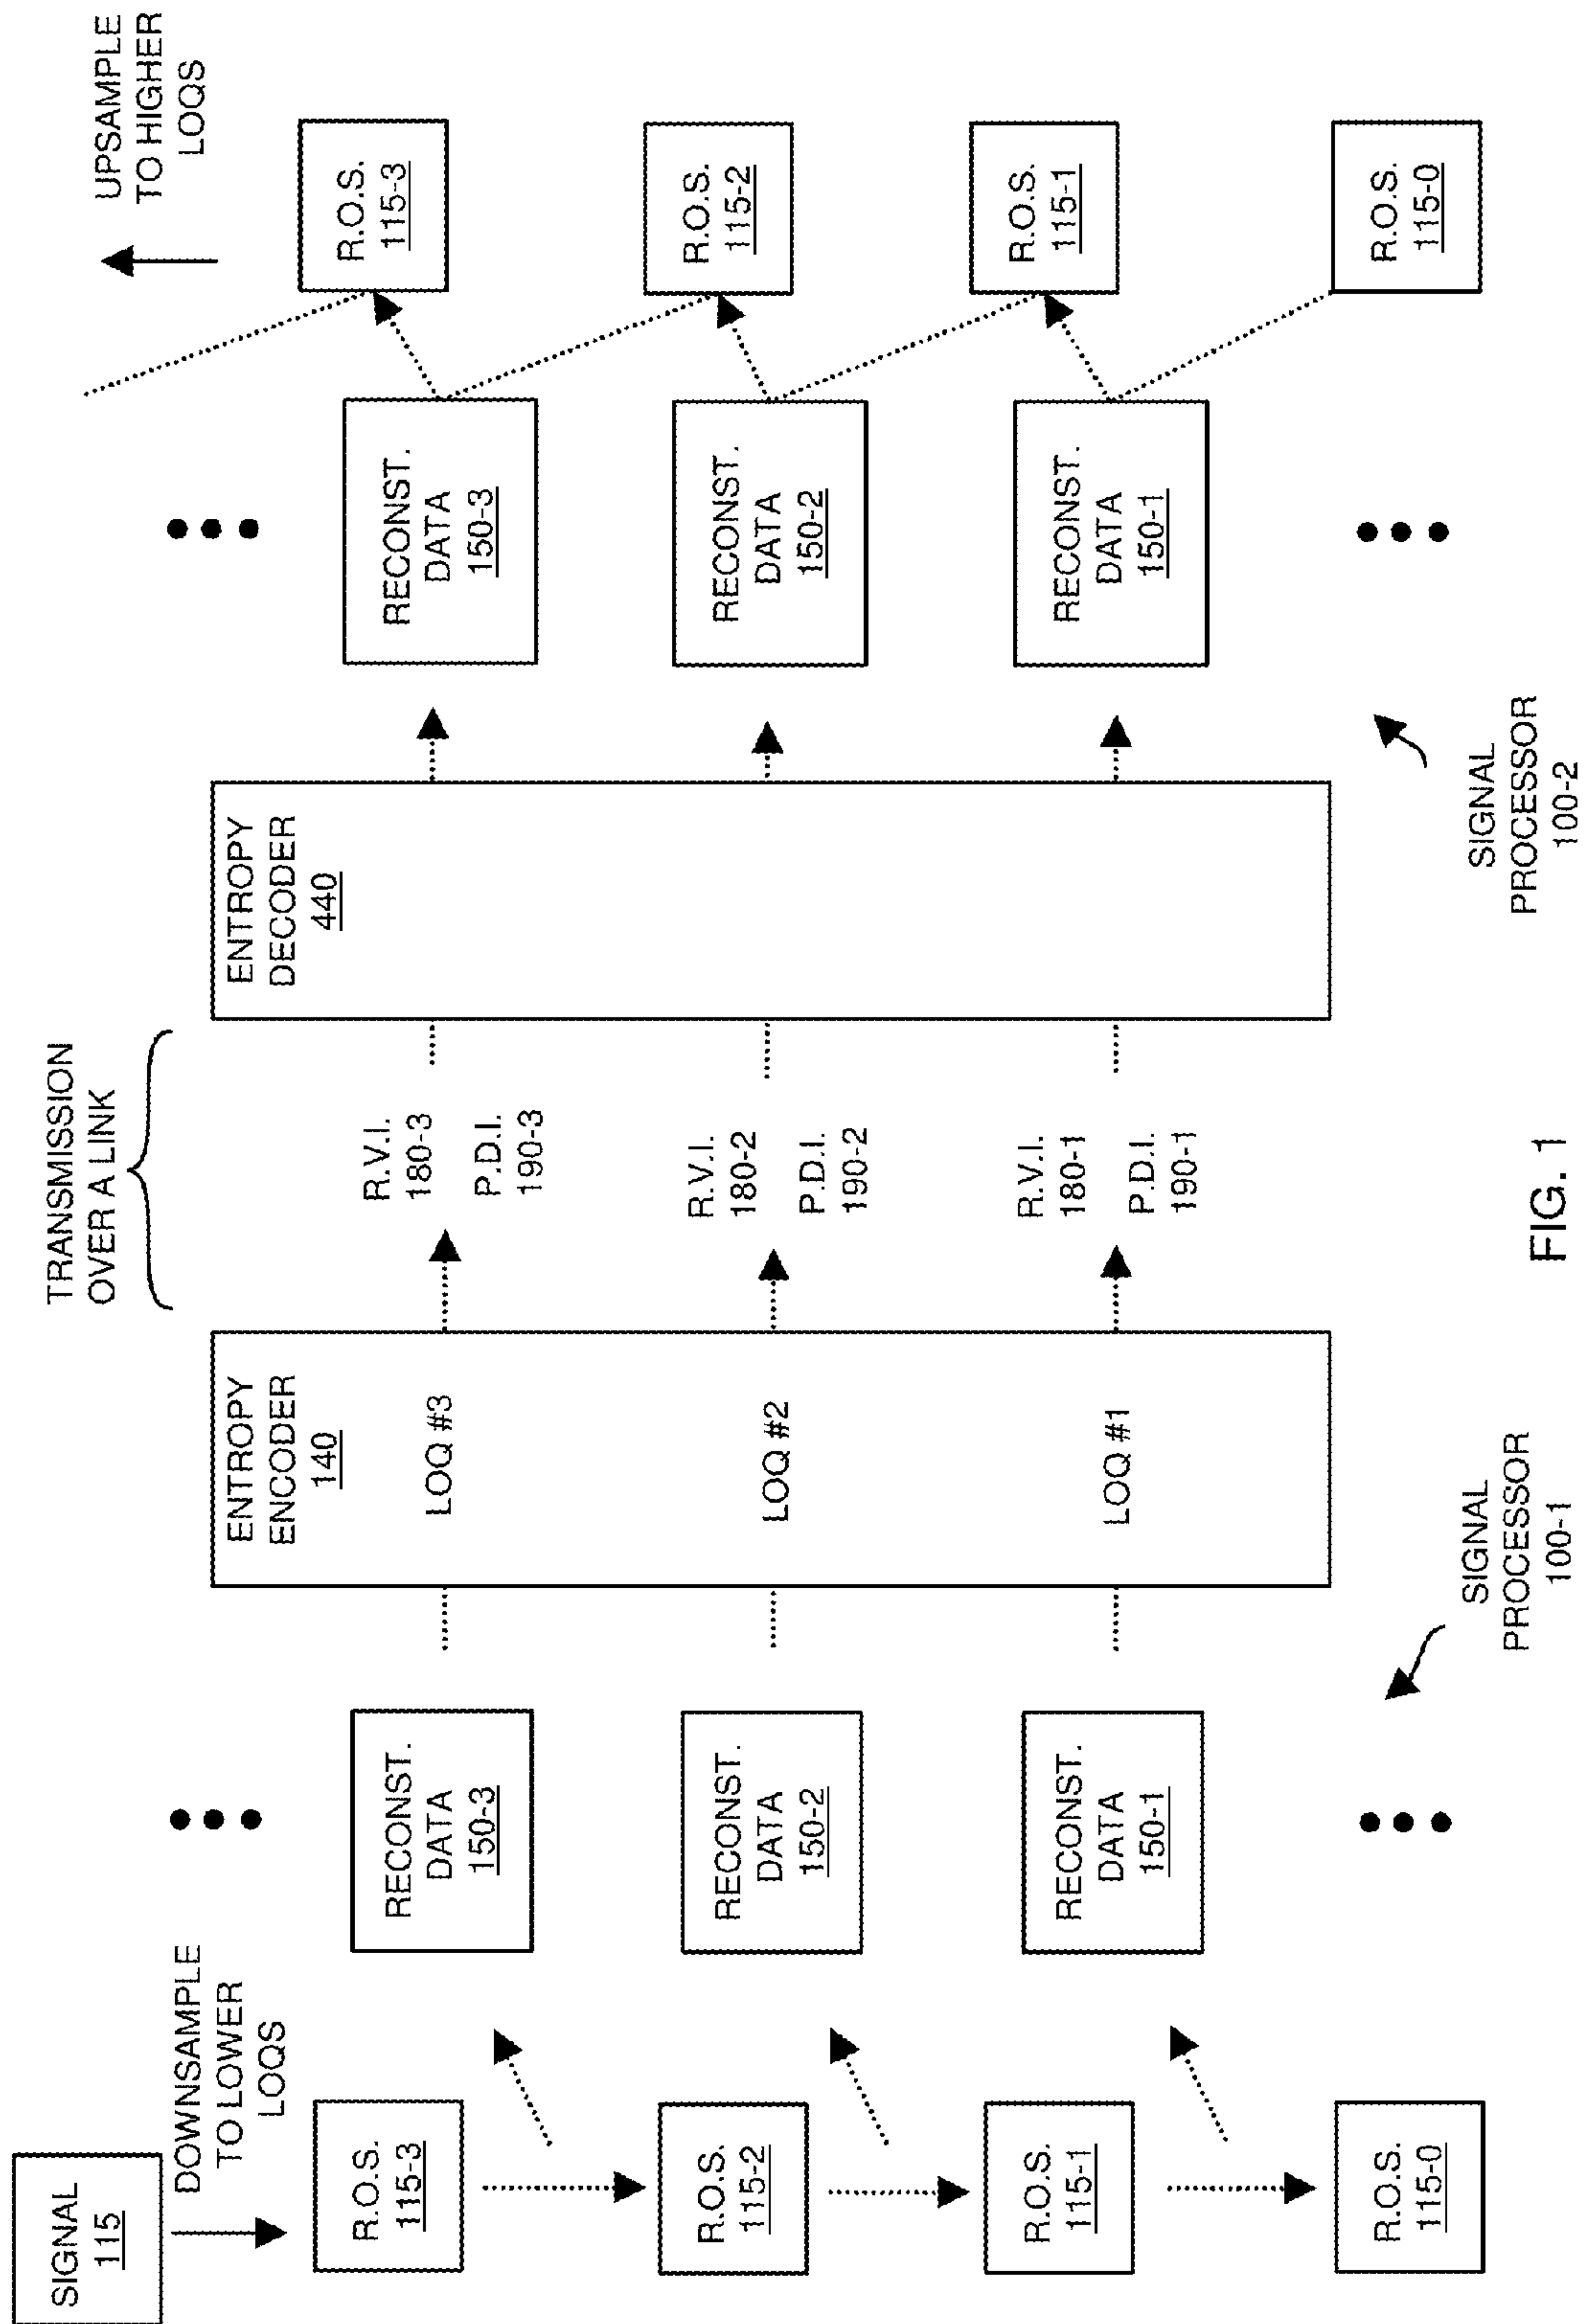 SIGNAL
115
DOWNSAMPLE
TO LOWER
LOQS
R.O.S.
115-3
R.O.S.
115-2
R.O.S.
115-1
R.O.S.
115-0
RECONST.
DATA
150-3
RECONST.
DATA
150-2
RECONST.
DATA
150-1
SIGNAL
PROCESSOR
100-1
ENTROPY
ENCODER
140
LOQ #3
LOQ #2
LOQ #1
TRANSMISSION
OVER A LINK
R.V.I.
180-3
P.D.I.
190-3
R.V.I.
180-2
P.D.I.
190-2
R.V.I.
180-1
P.D.I.
190-1
ENTROPY
DECODER
440
RECONST.
DATA
150-3
RECONST.
DATA
150-2
RECONST.
DATA
150-1
SIGNAL
PROCESSOR
100-2
UPSAMPLE
TO HIGHER
LOQS
R.O.S.
115-3
R.O.S.
115-2
R.O.S.
115-1
R.O.S.
115-0
FIG. 1